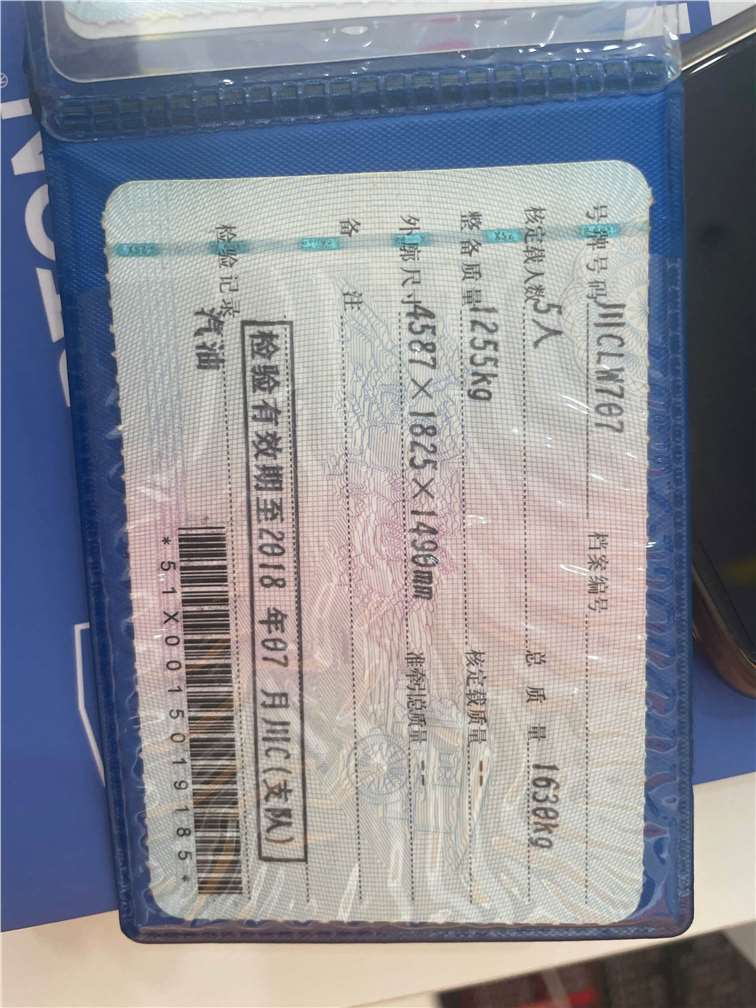 号牌号码 川CLW707 档案编号
核定载人数 5人 总质量 1630kg
整备质量 1255kg 核定载质量 --
外廓尺寸 4587×1825×1490mm 准牵引总质量 --
备注
检验有效期至2018年07月川C(支队)
检验记录
汽油
*51X0015019185*